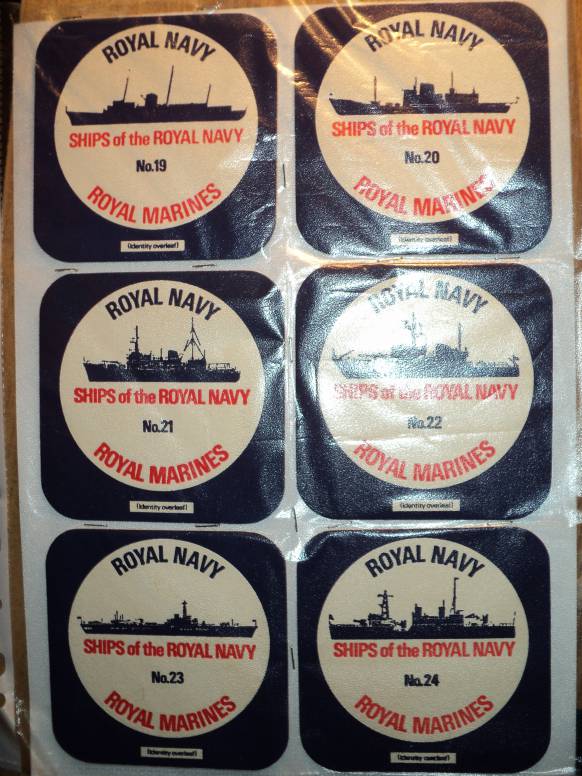 ROYAL NAVY
SHIPS of the ROYAL NAVY
No.19
ROYAL MARINES
(Identity overleaf)
ROYAL NAVY
SHIPS of the ROYAL NAVY
No.20
ROYAL MARINES
(Identity overleaf)
ROYAL NAVY
SHIPS of the ROYAL NAVY
No.21
ROYAL MARINES
(Identity overleaf)
ROYAL NAVY
SHIPS of the ROYAL NAVY
No.22
ROYAL MARINES
(Identity overleaf)
ROYAL NAVY
SHIPS of the ROYAL NAVY
No.23
ROYAL MARINES
(Identity overleaf)
ROYAL NAVY
SHIPS of the ROYAL NAVY
No.24
ROYAL MARINES
(Identity overleaf)